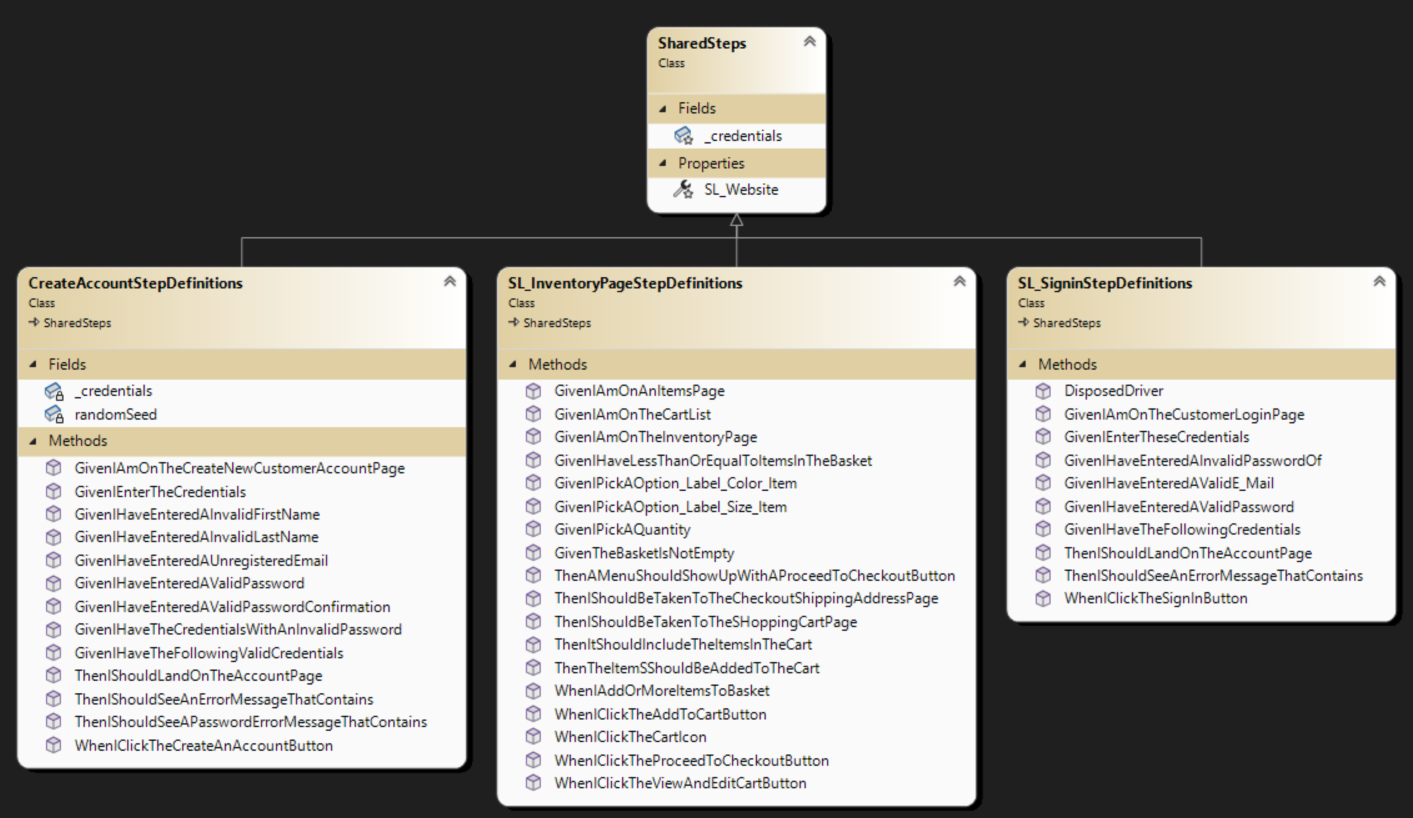 SharedSteps
Class
Fields
_credentials
Properties
SL_Website
CreateAccountStepDefinitions
Class
SharedSteps
Fields
_credentials
randomSeed
Methods
GivenIAmOnTheCreateNewCustomerAccountPage
GivenIEnterTheCredentials
GivenIHaveEnteredAInvalidFirstName
GivenIHaveEnteredAInvalidLastName
GivenIHaveEnteredAUnregisteredEmail
GivenIHaveEnteredAValidPassword
GivenIHaveEnteredAValidPasswordConfirmation
GivenIHaveTheCredentialsWithAnInvalidPassword
GivenIHaveTheFollowingValidCredentials
ThenIShouldLandOnTheAccountPage
ThenIShouldSeeAnErrorMessageThatContains
ThenIShouldSeeAPasswordErrorMessageThatContains
WhenIClickTheCreateAnAccountButton
SL_InventoryPageStepDefinitions
Class
SharedSteps
Methods
GivenIAmOnAnItemsPage
GivenIAmOnTheCartList
GivenIAmOnTheInventoryPage
GivenIHaveLessThanOrEqualToItemsInTheBasket
GivenIPickAOption_Label_Color_Item
GivenIPickAOption_Label_Size_Item
GivenIPickAQuantity
GivenTheBasketIsNotEmpty
ThenAMenuShouldShowUpWithAProceedToCheckoutButton
ThenIShouldBeTakenToTheCheckoutShippingAddressPage
ThenIShouldBeTakenToTheSHoppingCartPage
ThenItShouldIncludeTheItemsInTheCart
ThenTheItemSShouldBeAddedToTheCart
WhenIAddOrMoreItemsToBasket
WhenIClickTheAddToCartButton
WhenIClickTheCartIcon
WhenIClickTheProceedToCheckoutButton
WhenIClickTheViewAndEditCartButton
SL_SigninStepDefinitions
Class
SharedSteps
Methods
DisposedDriver
GivenIAmOnTheCustomerLoginPage
GivenIEnterTheseCredentials
GivenIHaveEnteredAInvalidPasswordOf
GivenIHaveEnteredAValidE_Mail
GivenIHaveEnteredAValidPassword
GivenIHaveTheFollowingCredentials
ThenIShouldLandOnTheAccountPage
ThenIShouldSeeAnErrorMessageThatContains
WhenIClickTheSignInButton